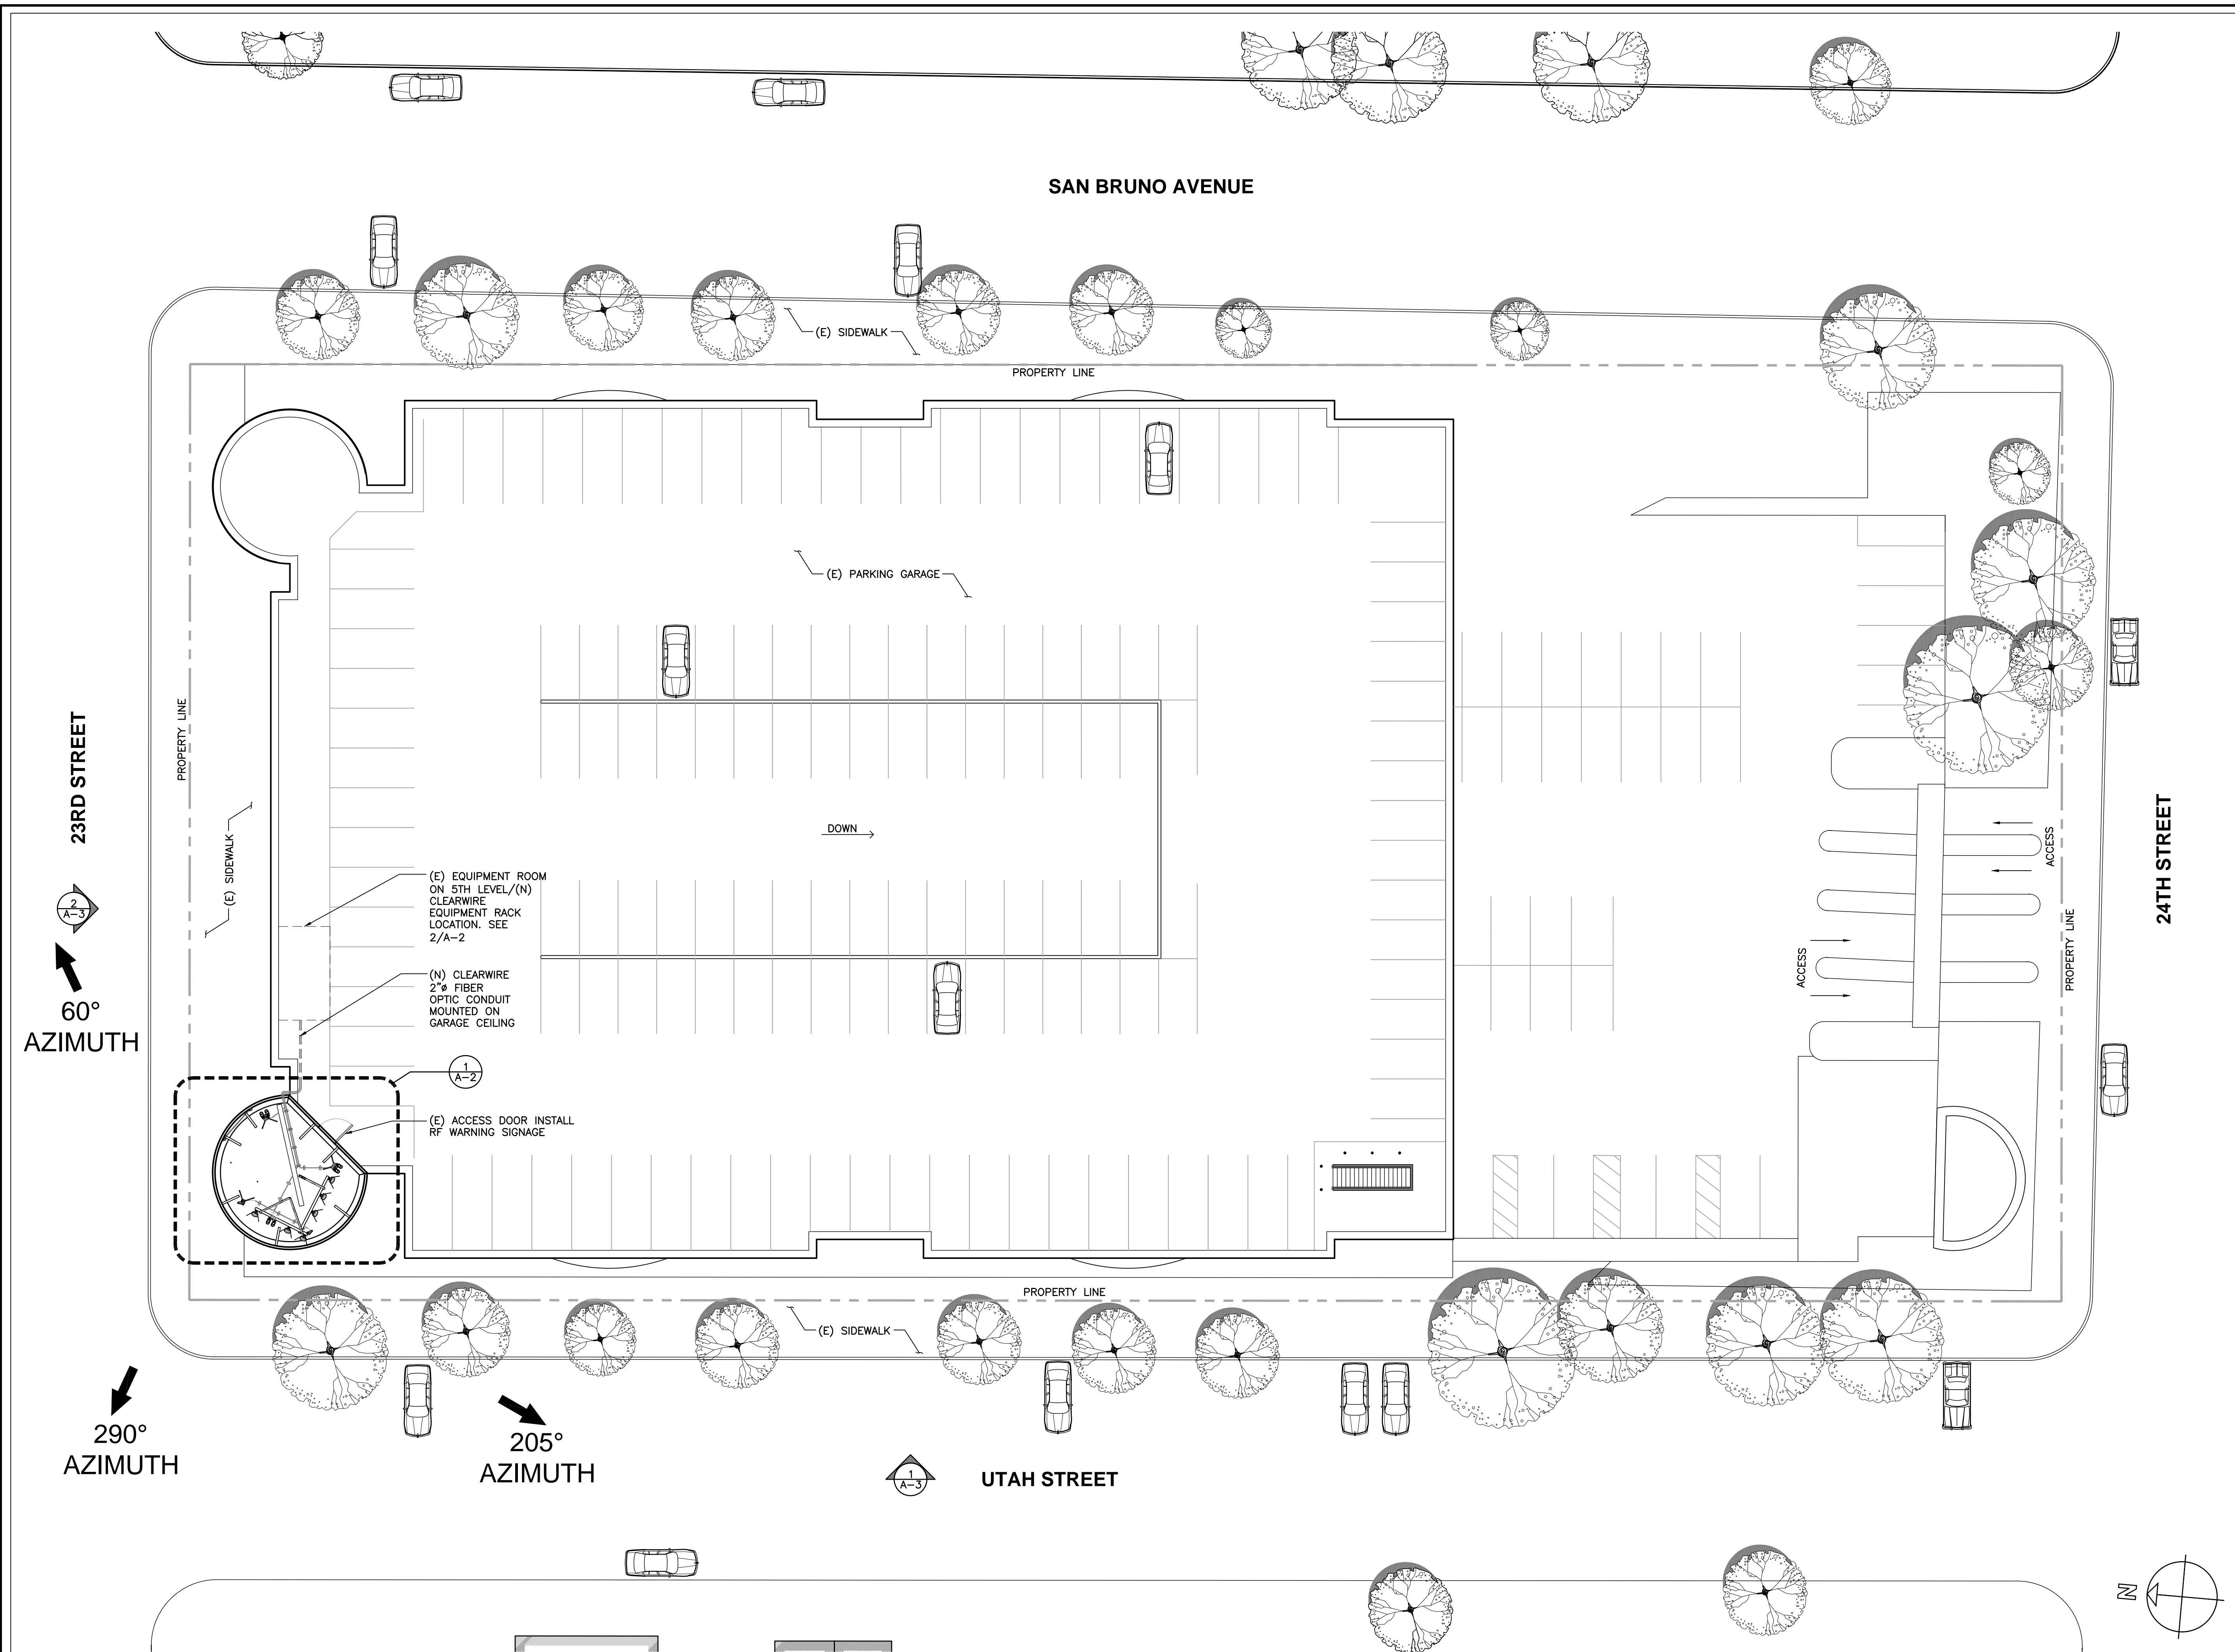 SAN BRUNO AVENUE
(E) SIDEWALK
PROPERTY LINE
(E) PARKING GARAGE
PROPERTY LINE
23RD STREET
(E) SIDEWALK
DOWN
ACCESS
24TH STREET
2
A-3
60°
AZIMUTH
(E) EQUIPMENT ROOM
ON 5TH LEVEL/(N)
CLEARWIRE
EQUIPMENT RACK
LOCATION. SEE
2/A-2
(N) CLEARWIRE
2"ø FIBER
OPTIC CONDUIT
MOUNTED ON
GARAGE CEILING
ACCESS
PROPERTY LINE
1
A-2
(E) ACCESS DOOR INSTALL
RF WARNING SIGNAGE
PROPERTY LINE
(E) SIDEWALK
290°
AZIMUTH
205°
AZIMUTH
1
A-3
UTAH STREET
N